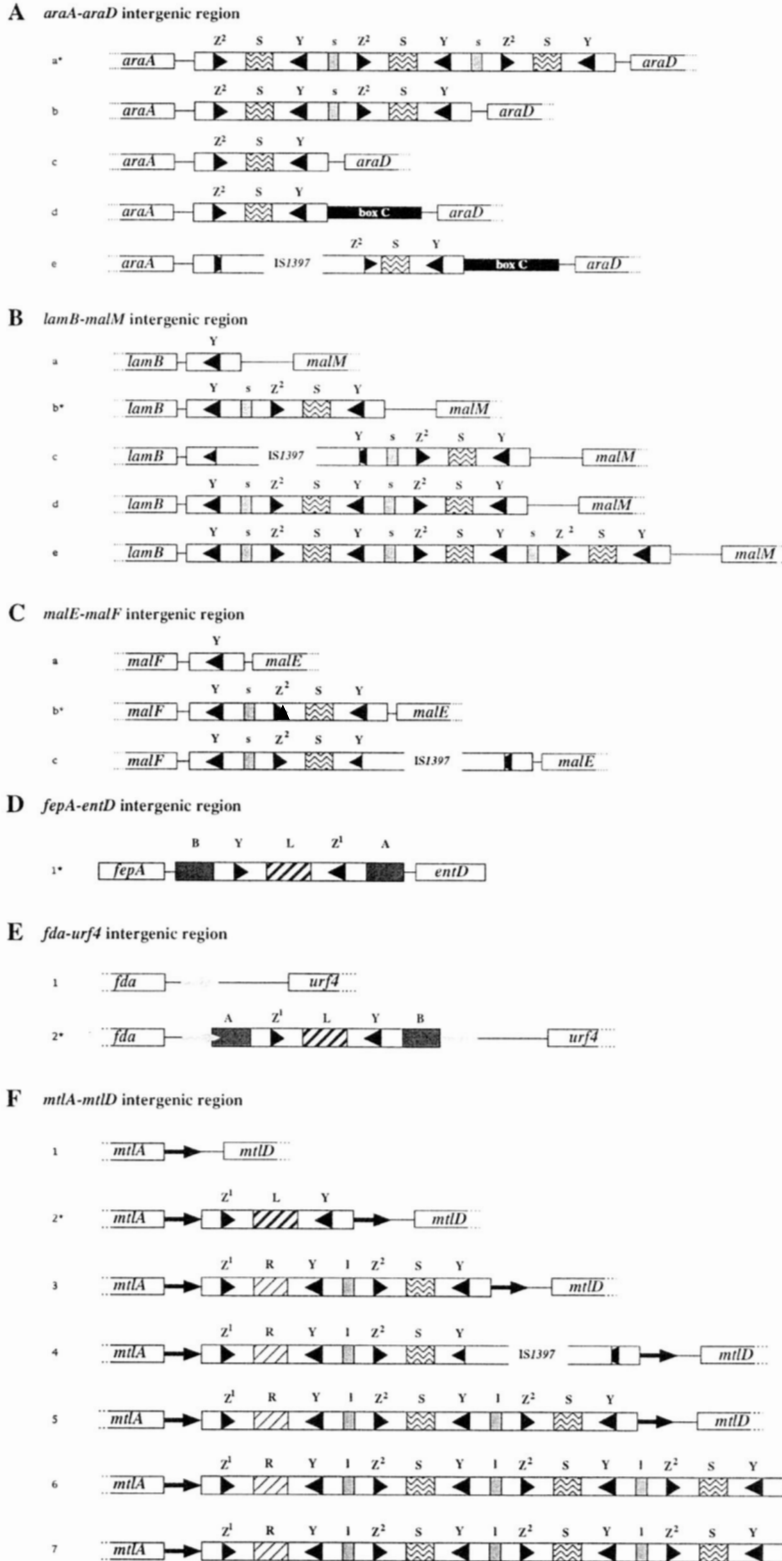 A araA-araD intergenic region
Z² S Y s Z² S Y s Z² S Y
a* araA araD
Z² S Y s Z² S Y
b araA araD
Z² S Y
c araA araD
Z² S Y
d araA box C araD
Z² S Y
e araA IS1397 box C araD
B lamB-malM intergenic region
Y
a lamB malM
Y s Z² S Y
b* lamB malM
Y s Z² S Y
c lamB IS1397 malM
Y s Z² S Y s Z² S Y
d lamB malM
Y s Z² S Y s Z² S Y s Z² S Y
e lamB malM
C malE-malF intergenic region
Y
a malF malE
Y s Z² S Y
b* malF malE
Y s Z² S Y
c malF IS1397 malE
D fepA-entD intergenic region
B Y L Z¹ A
1* fepA entD
E fda-urf4 intergenic region
1 fda urf4
A Z¹ L Y B
2* fda urf4
F mtlA-mtlD intergenic region
1 mtlA mtlD
Z¹ L Y
2* mtlA mtlD
Z¹ R Y l Z² S Y
3 mtlA mtlD
Z¹ R Y l Z² S Y
4 mtlA IS1397 mtlD
Z¹ R Y l Z² S Y l Z² S Y
5 mtlA mtlD
Z¹ R Y l Z² S Y l Z² S Y l Z² S Y
6 mtlA
Z¹ R Y l Z² S Y l Z² S Y l Z² S Y
7 mtlA